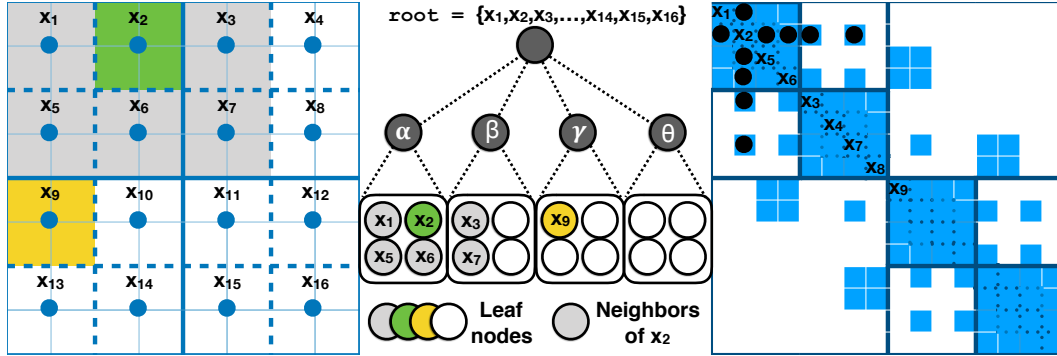 x1 x2 x3 x4
x5 x6 x7 x8
x9 x10 x11 x12
x13 x14 x15 x16
root = {x1,x2,x3,...,x14,x15,x16}
α β γ θ
x1 x2 x3 x9
x5 x6 x7
Leaf nodes
Neighbors of x2
x1
x2
x5
x6
x3
x4
x7
x8
x9